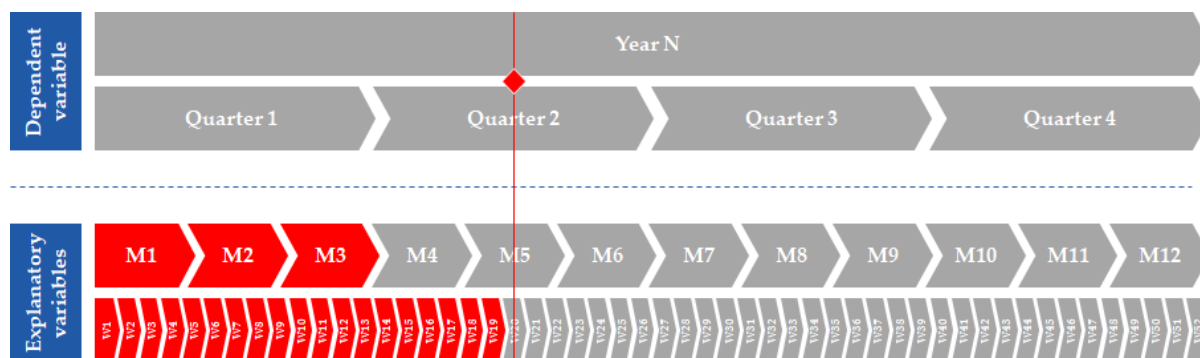 Dependent
variable
Year N
Quarter 1
Quarter 2
Quarter 3
Quarter 4
Explanatory
variables
M1
M2
M3
M4
M5
M6
M7
M8
M9
M10
M11
M12
W1
W2
W3
W4
W5
W6
W7
W8
W9
W10
W11
W12
W13
W14
W15
W16
W17
W18
W19
W20
W21
W22
W23
W24
W25
W26
W27
W28
W29
W30
W31
W32
W33
W34
W35
W36
W37
W38
W39
W40
W41
W42
W43
W44
W45
W46
W47
W48
W49
W50
W51
W52